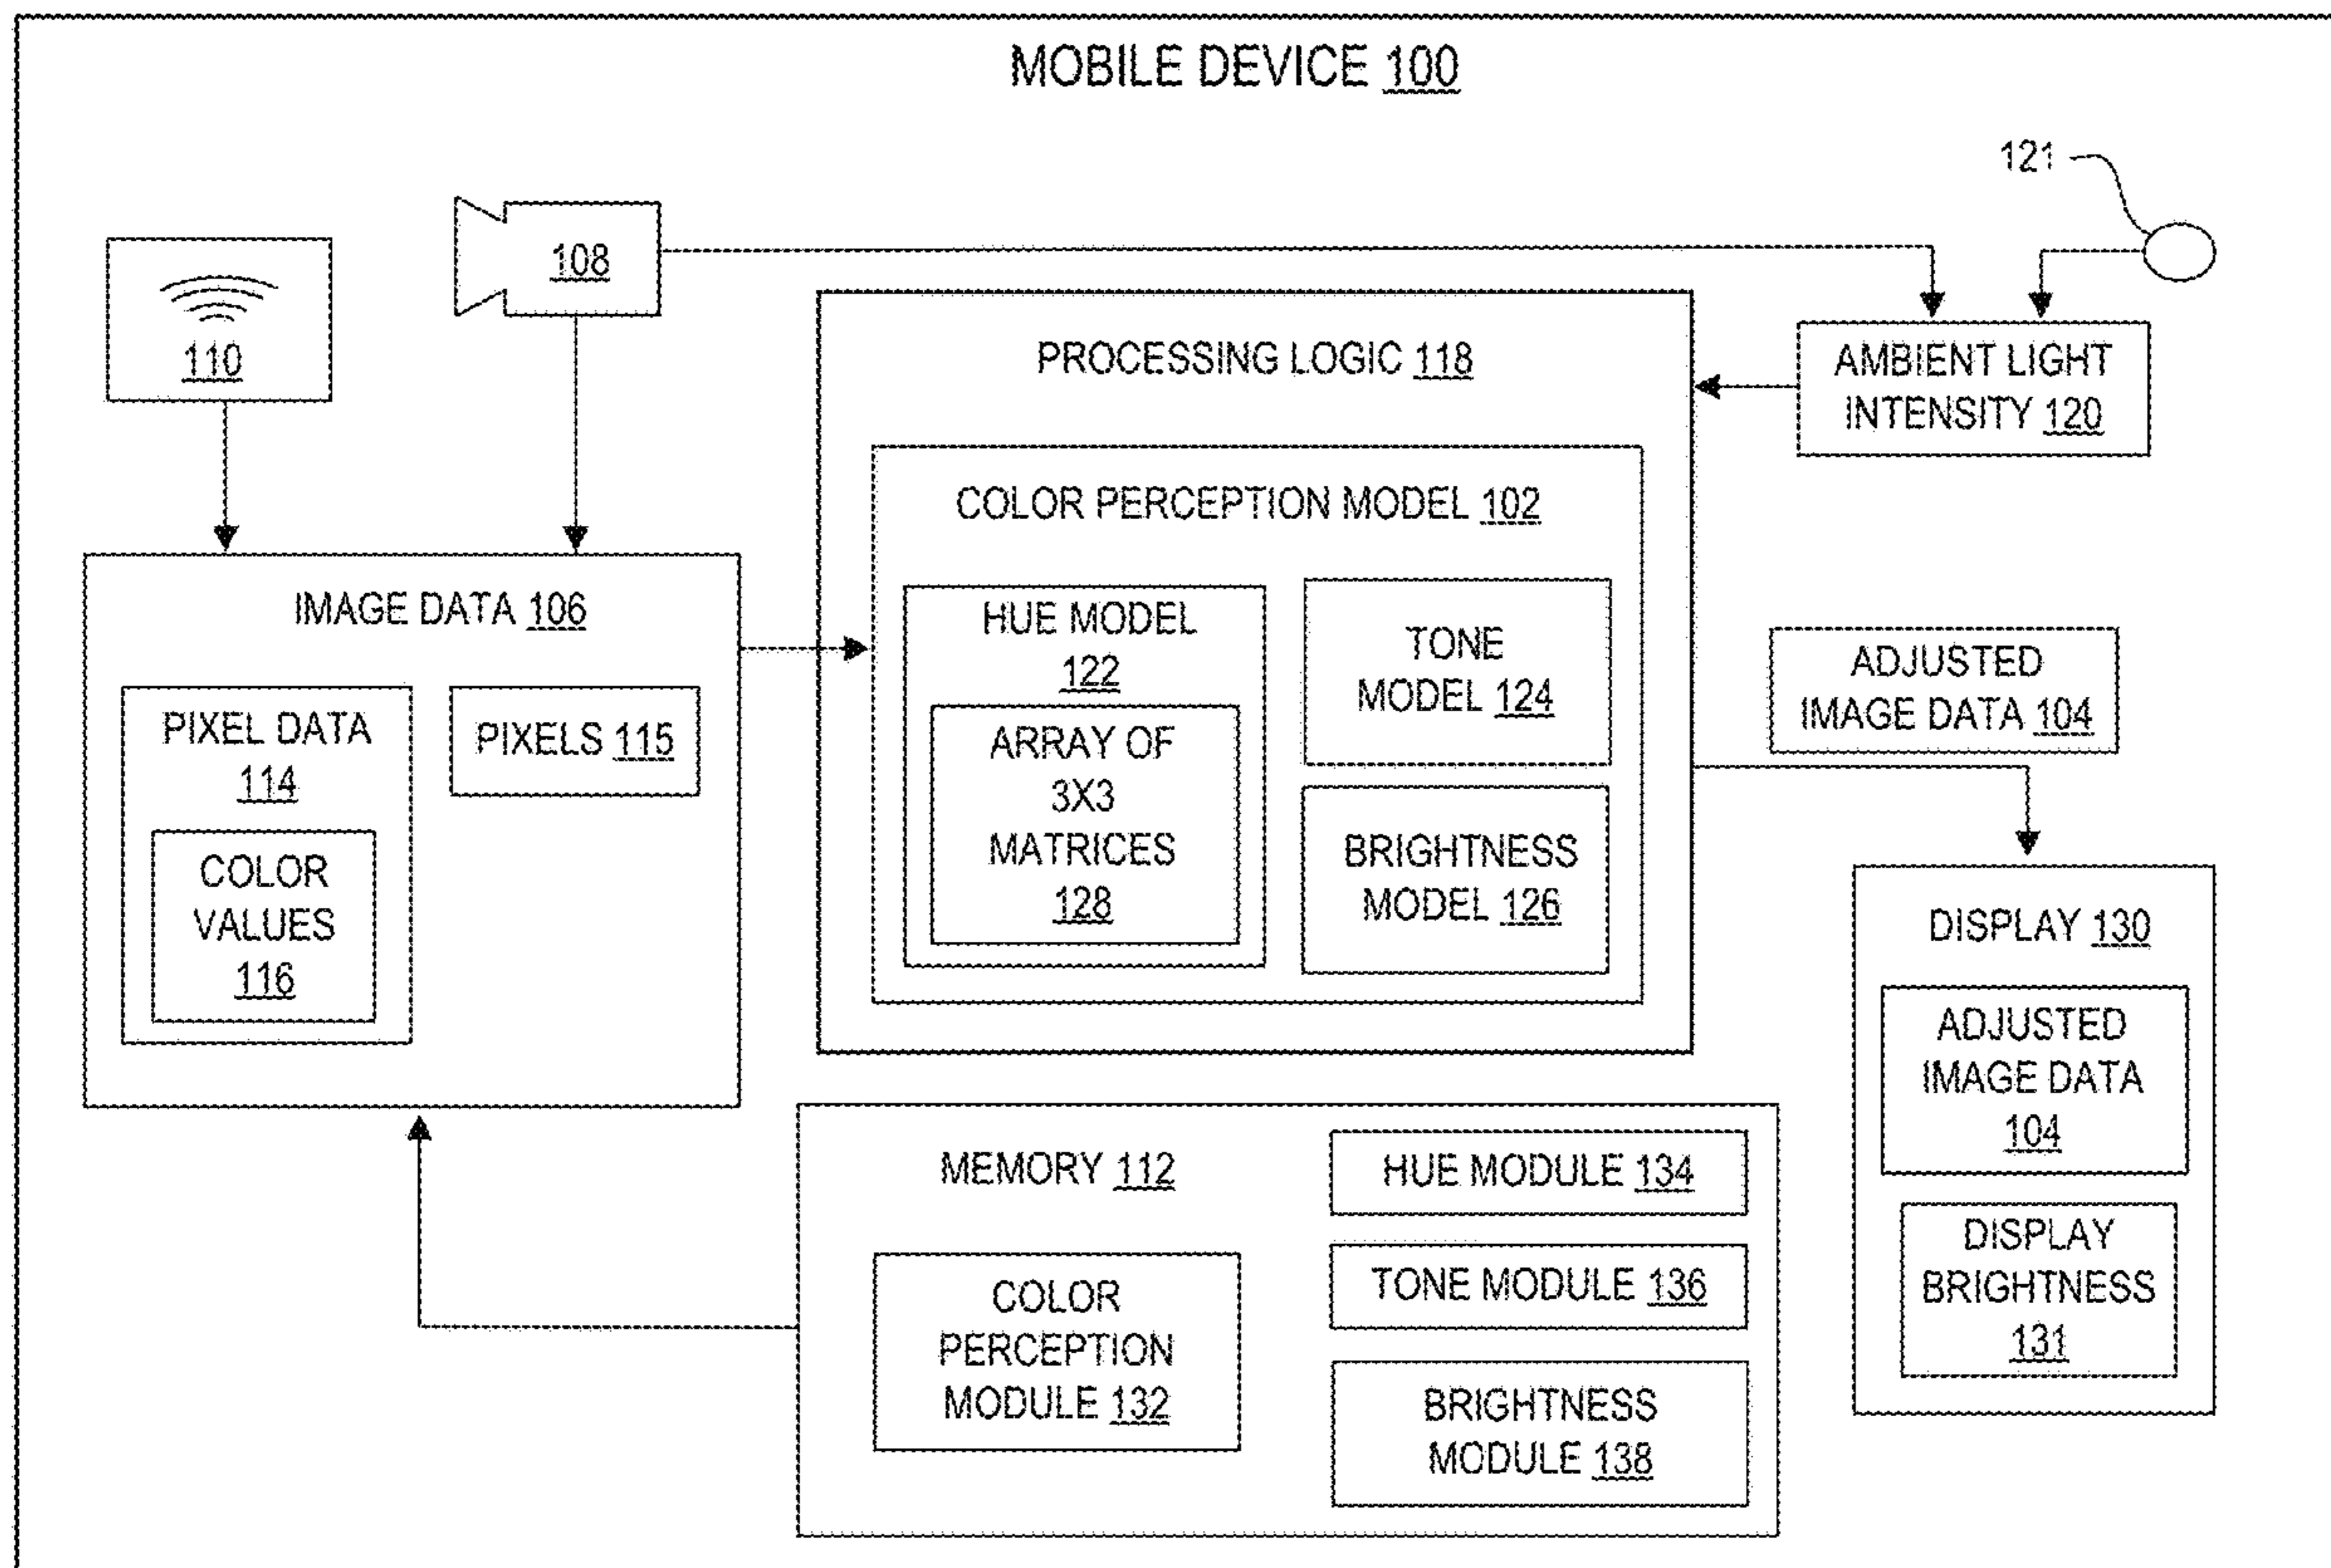 MOBILE DEVICE 100
121
108
110
PROCESSING LOGIC 118
AMBIENT LIGHT
INTENSITY 120
COLOR PERCEPTION MODEL 102
IMAGE DATA 106
HUE MODEL
122
TONE
MODEL 124
ADJUSTED
IMAGE DATA 104
PIXEL DATA
114
PIXELS 115
ARRAY OF
3X3
MATRICES
128
BRIGHTNESS
MODEL 126
COLOR
VALUES
116
DISPLAY 130
ADJUSTED
IMAGE DATA
104
MEMORY 112
HUE MODULE 134
DISPLAY
BRIGHTNESS
131
COLOR
PERCEPTION
MODULE 132
TONE MODULE 136
BRIGHTNESS
MODULE 138